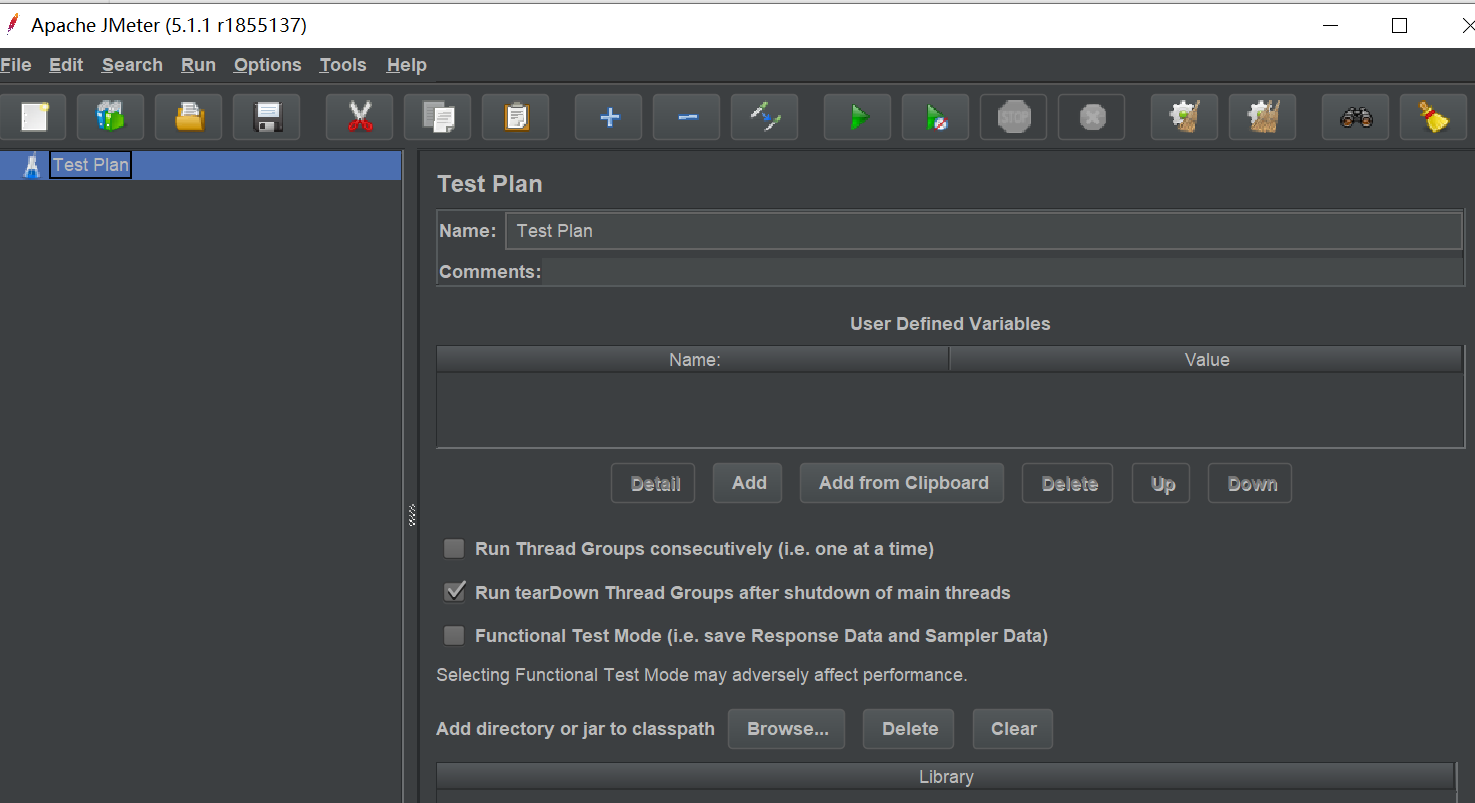 Apache JMeter (5.1.1 r1855137)
File Edit Search Run Options Tools Help
STOP
Test Plan
Test Plan
Name: Test Plan
Comments:
User Defined Variables
Name: Value
Detail Add Add from Clipboard Delete Up Down
Run Thread Groups consecutively (i.e. one at a time)
Run tearDown Thread Groups after shutdown of main threads
Functional Test Mode (i.e. save Response Data and Sampler Data)
Selecting Functional Test Mode may adversely affect performance.
Add directory or jar to classpath Browse... Delete Clear
Library